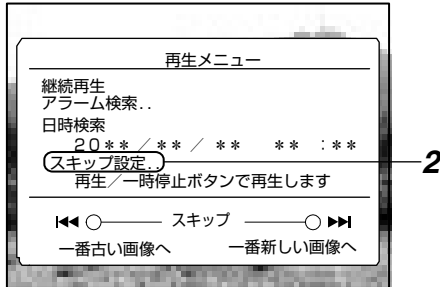 再生メニュー
継続再生
アラーム検索..
日時検索
20**／**／** ** :**
スキップ設定..
2
再生／一時停止ボタンで再生します
スキップ
一番古い画像へ 一番新しい画像へ